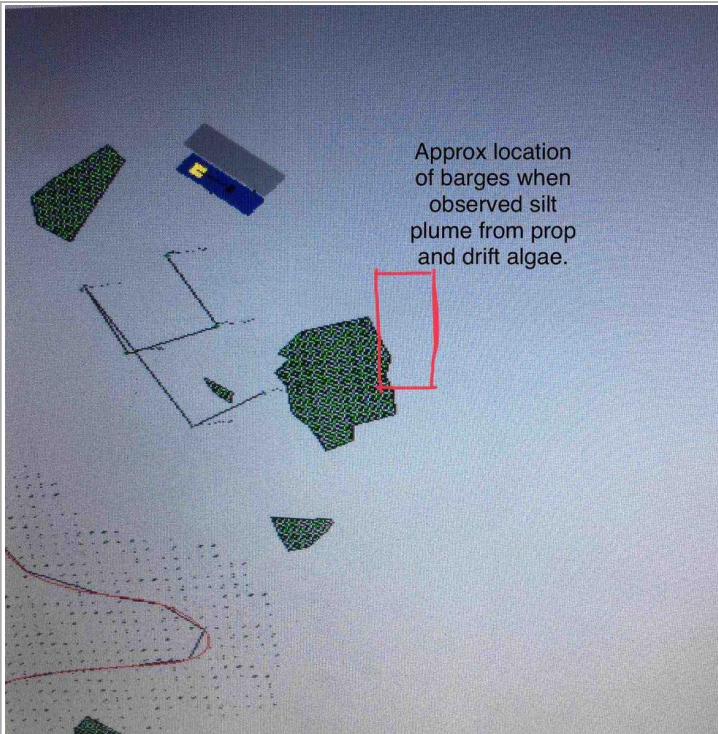 Approx location
of barges when
observed silt
plume from prop
and drift algae.